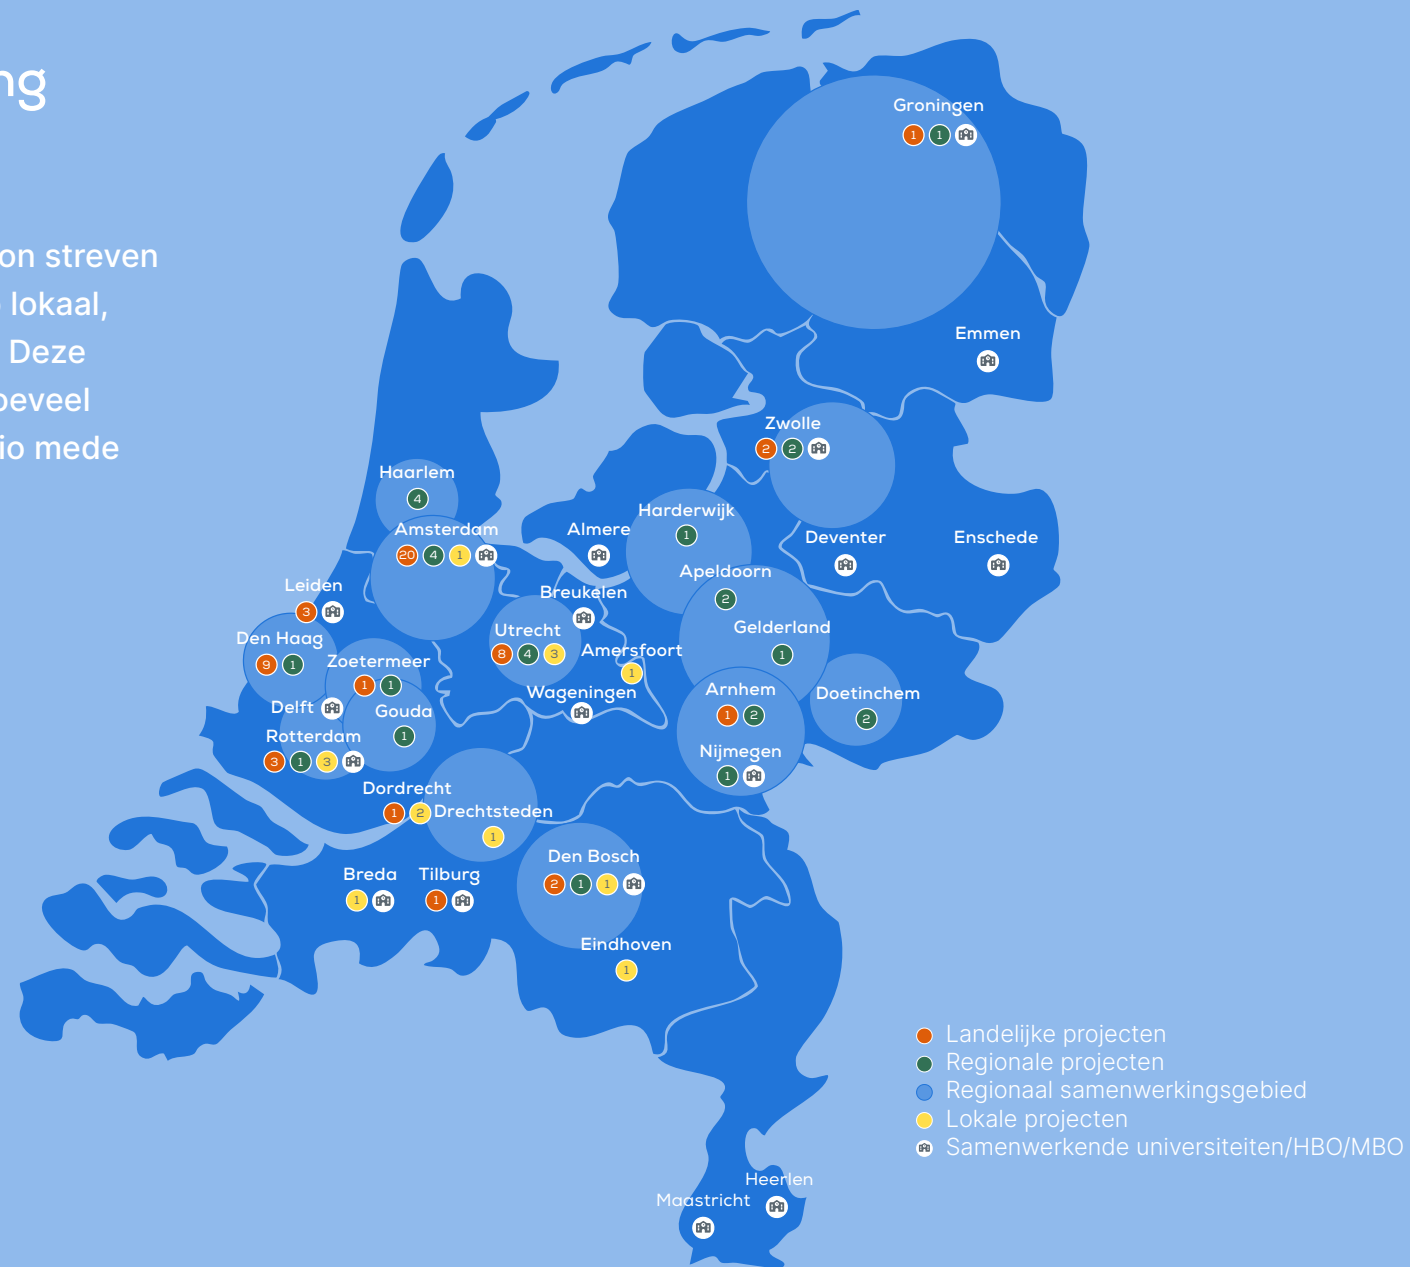 ng
on streven
lokaal,
Deze
oeveel
io mede
Groningen
1 1
Emmen
Zwolle
2 2
Haarlem
4
Harderwijk
1
Amsterdam
20 4 1
Almere
Deventer
Enschede
Apeldoorn
2
Leiden
3
Breukelen
Den Haag
9 1
Utrecht
8 4 3
Gelderland
1
Amersfoort
1
Zoetermeer
1 1
Wageningen
Arnhem
1 2
Doetinchem
2
Delft
Gouda
1
Rotterdam
3 1 3
Nijmegen
1
Dordrecht
1 2
Drechtsteden
1
Den Bosch
2 1 1
Breda
1
Tilburg
1
Eindhoven
1
Landelijke projecten
Regionale projecten
Regionaal samenwerkingsgebied
Lokale projecten
Samenwerkende universiteiten/HBO/MBO
Heerlen
Maastricht